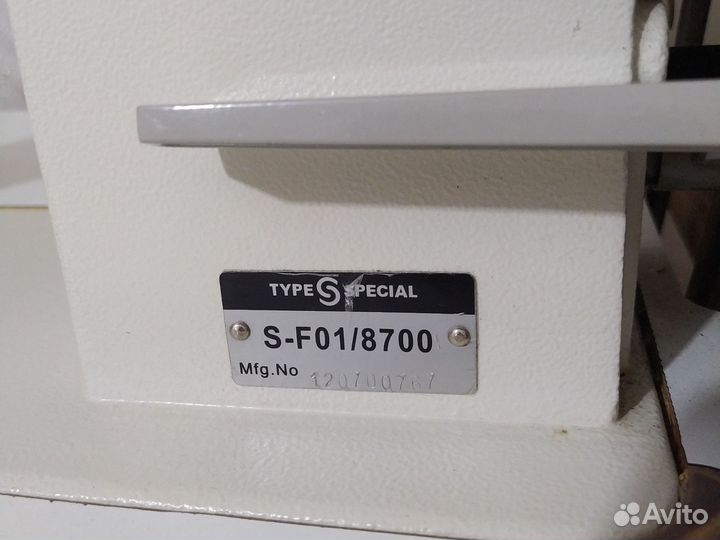 TYPE S SPECIAL
S-F01/8700
Mfg.No 120700767
Avito